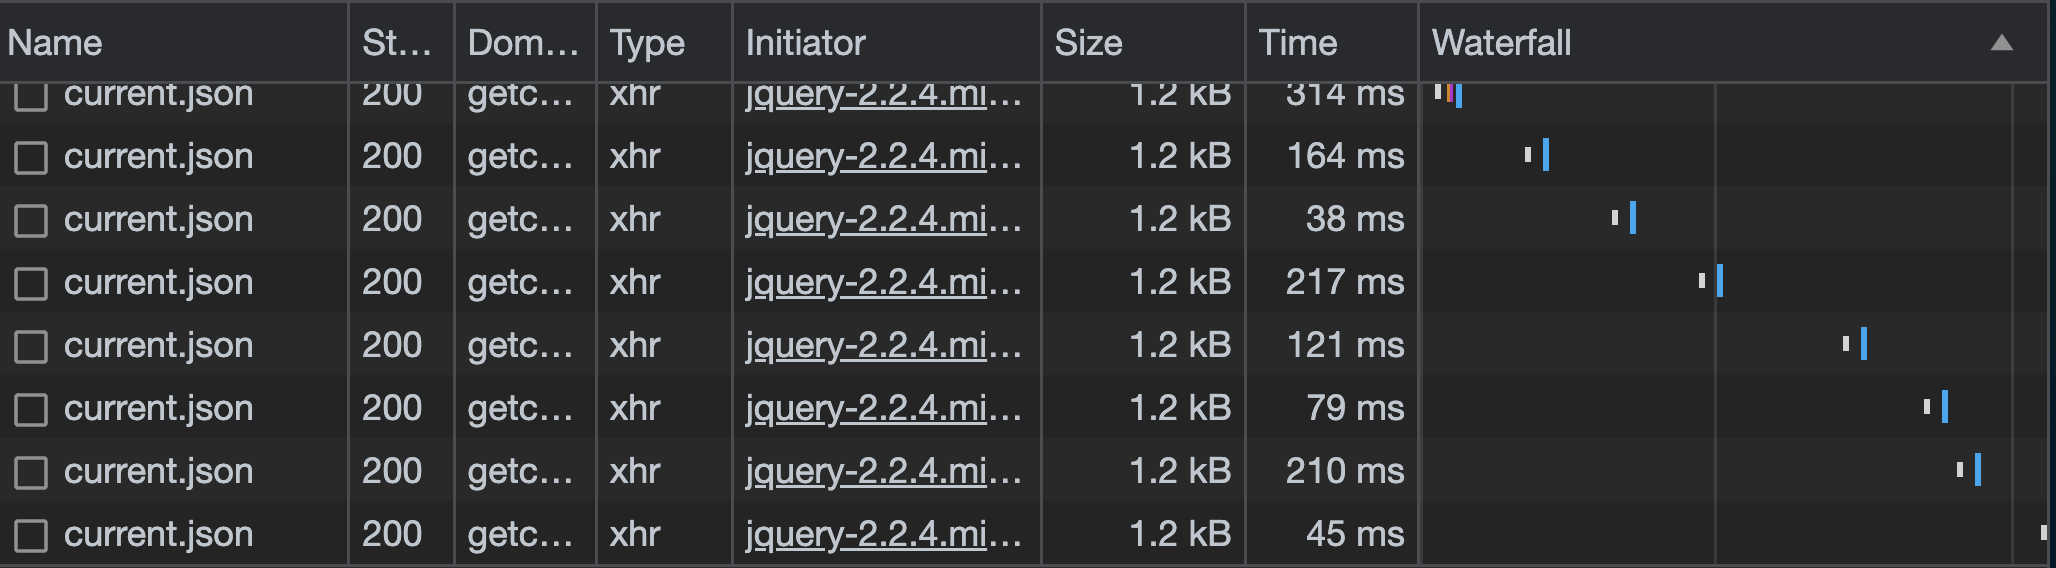 Name St... Dom... Type Initiator Size Time Waterfall
current.json 200 getc... xhr jquery-2.2.4.mi... 1.2 kB 314 ms
current.json 200 getc... xhr jquery-2.2.4.mi... 1.2 kB 164 ms
current.json 200 getc... xhr jquery-2.2.4.mi... 1.2 kB 38 ms
current.json 200 getc... xhr jquery-2.2.4.mi... 1.2 kB 217 ms
current.json 200 getc... xhr jquery-2.2.4.mi... 1.2 kB 121 ms
current.json 200 getc... xhr jquery-2.2.4.mi... 1.2 kB 79 ms
current.json 200 getc... xhr jquery-2.2.4.mi... 1.2 kB 210 ms
current.json 200 getc... xhr jquery-2.2.4.mi... 1.2 kB 45 ms